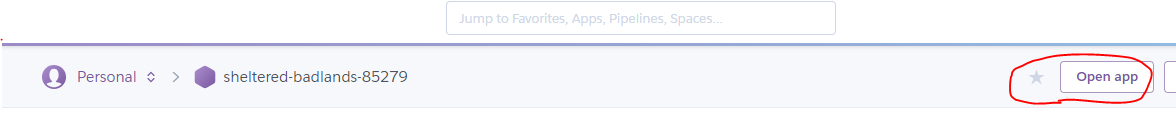 Jump to Favorites, Apps, Pipelines, Spaces...
Personal sheltered-badlands-85279 Open app